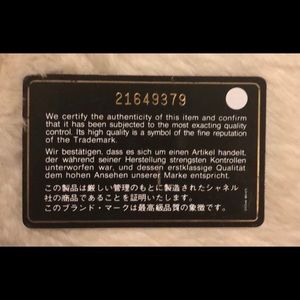 21649379
We certify the authenticity of this item and confirm
that it has been subjected to the most exacting quality
control. Its high quality is a symbol of the fine reputation
of the Trademark.
Wir bestätigen, dass es sich um einen Artikel handelt,
der während seiner Herstellung strengsten Kontrollen
unterworfen war, und dessen erstklassige Qualität
dem hohen Ansehen unserer Marke entspricht.
この製品は厳しい管理のもとに製造されたシャネル
社の商品であることを証明いたします。
このブランド・マークは最高級品質の象徴です。